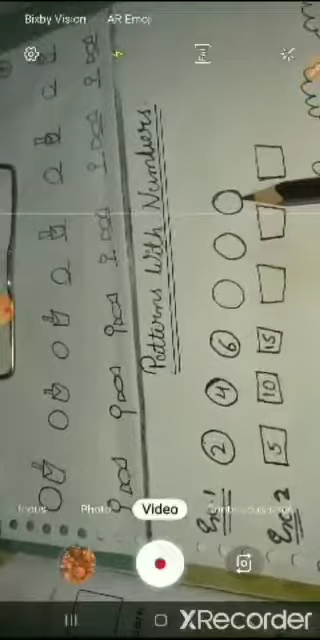 Bixby Vision AR Emoji
Full
Patterns With Numbers
Ex-1 2 4 6
Ex-2 5 10 15
Photo Video
XRecorder